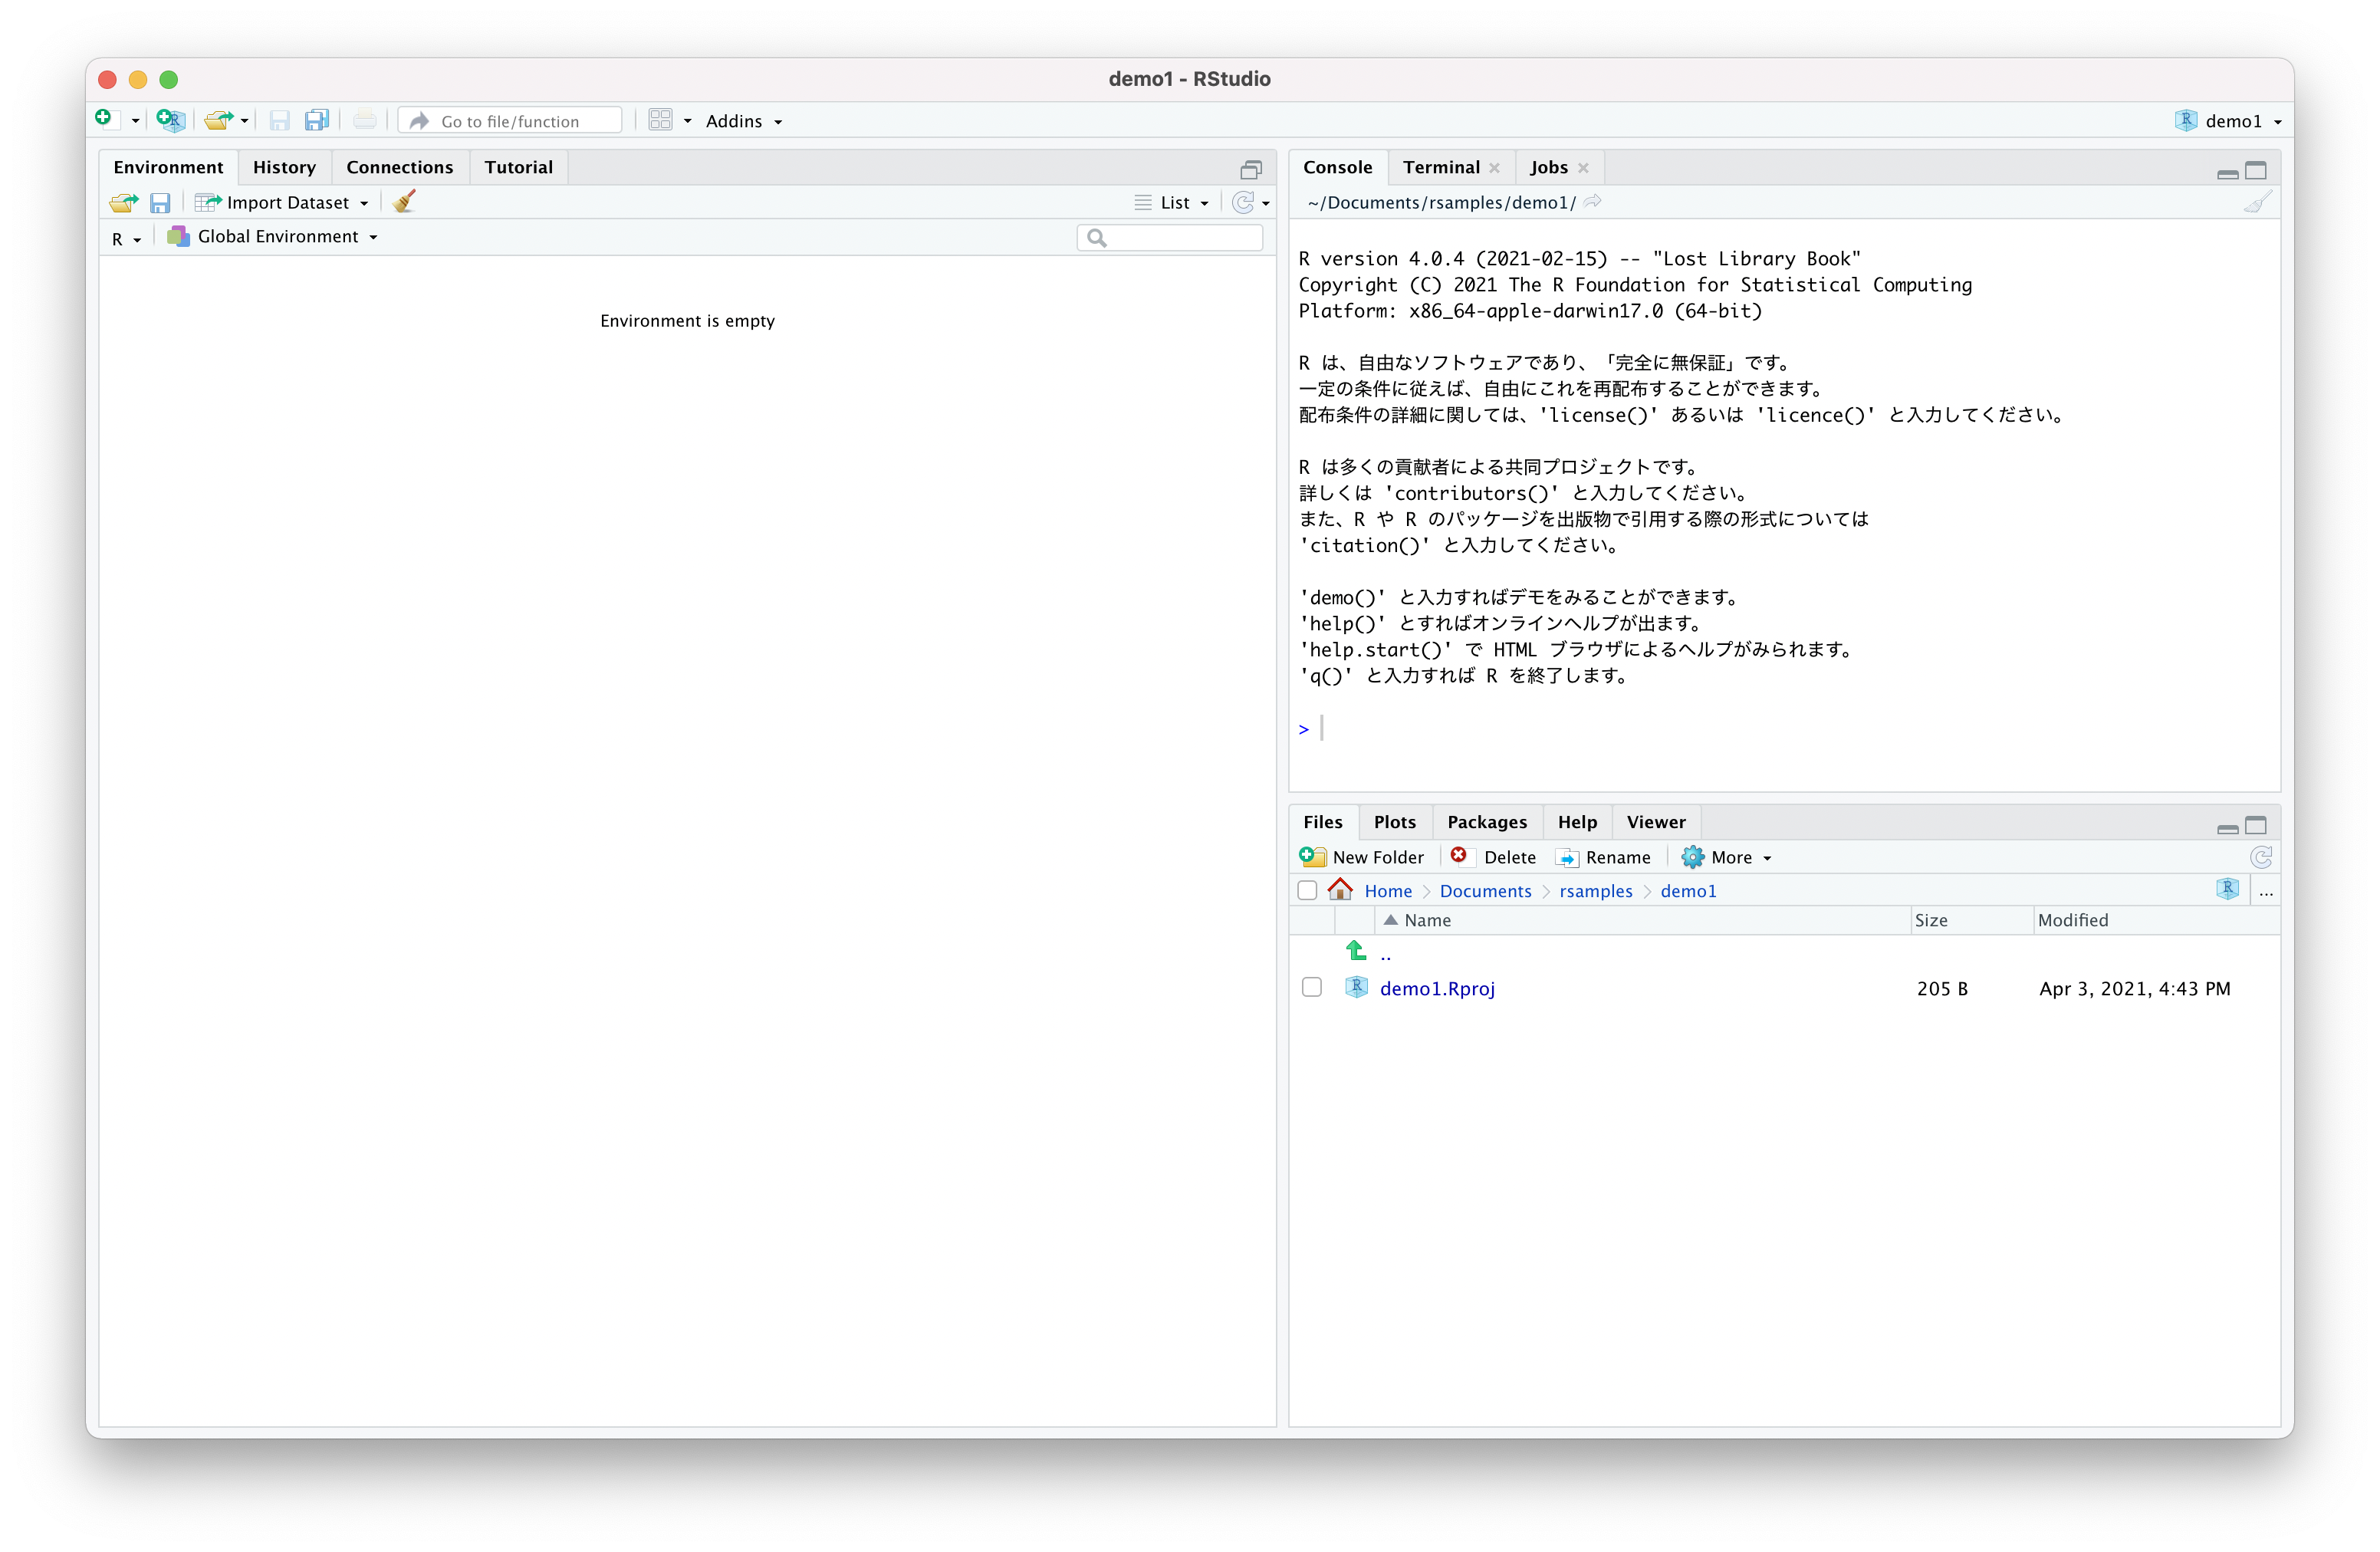 demo1 - RStudio
Go to file/function
Addins
demo1
Environment History Connections Tutorial
Import Dataset
List
R
Global Environment
Environment is empty
Console Terminal Jobs
~/Documents/rsamples/demo1/
R version 4.0.4 (2021-02-15) -- "Lost Library Book"
Copyright (C) 2021 The R Foundation for Statistical Computing
Platform: x86_64-apple-darwin17.0 (64-bit)
R は、自由なソフトウェアであり、「完全に無保証」です。
一定の条件に従えば、自由にこれを再配布することができます。
配布条件の詳細に関しては、'license()' あるいは 'licence()' と入力してください。
R は多くの貢献者による共同プロジェクトです。
詳しくは 'contributors()' と入力してください。
また、R や R のパッケージを出版物で引用する際の形式については
'citation()' と入力してください。
'demo()' と入力すればデモをみることができます。
'help()' とすればオンラインヘルプが出ます。
'help.start()' で HTML ブラウザによるヘルプがみられます。
'q()' と入力すれば R を終了します。
>
Files Plots Packages Help Viewer
New Folder Delete Rename More
Home Documents rsamples demo1 ...
Name Size Modified
..
demo1.Rproj 205 B Apr 3, 2021, 4:43 PM